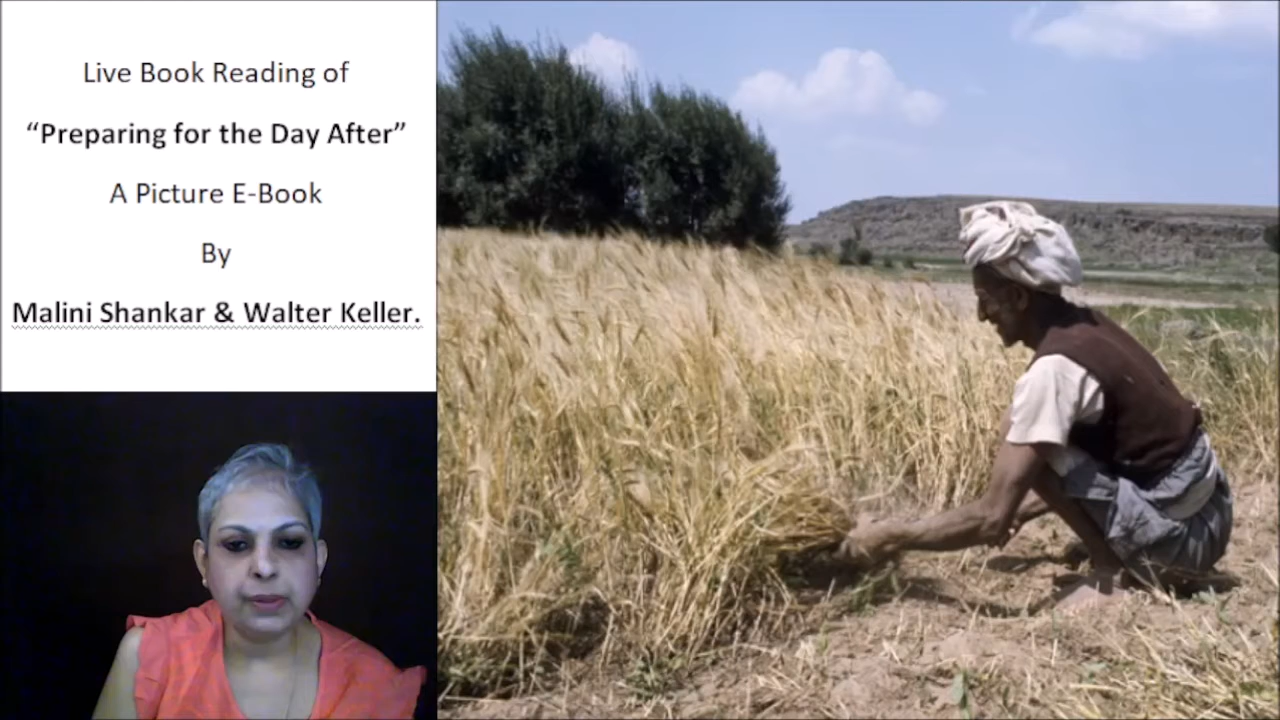 Live Book Reading of
“Preparing for the Day After”
A Picture E-Book
By
Malini Shankar & Walter Keller.